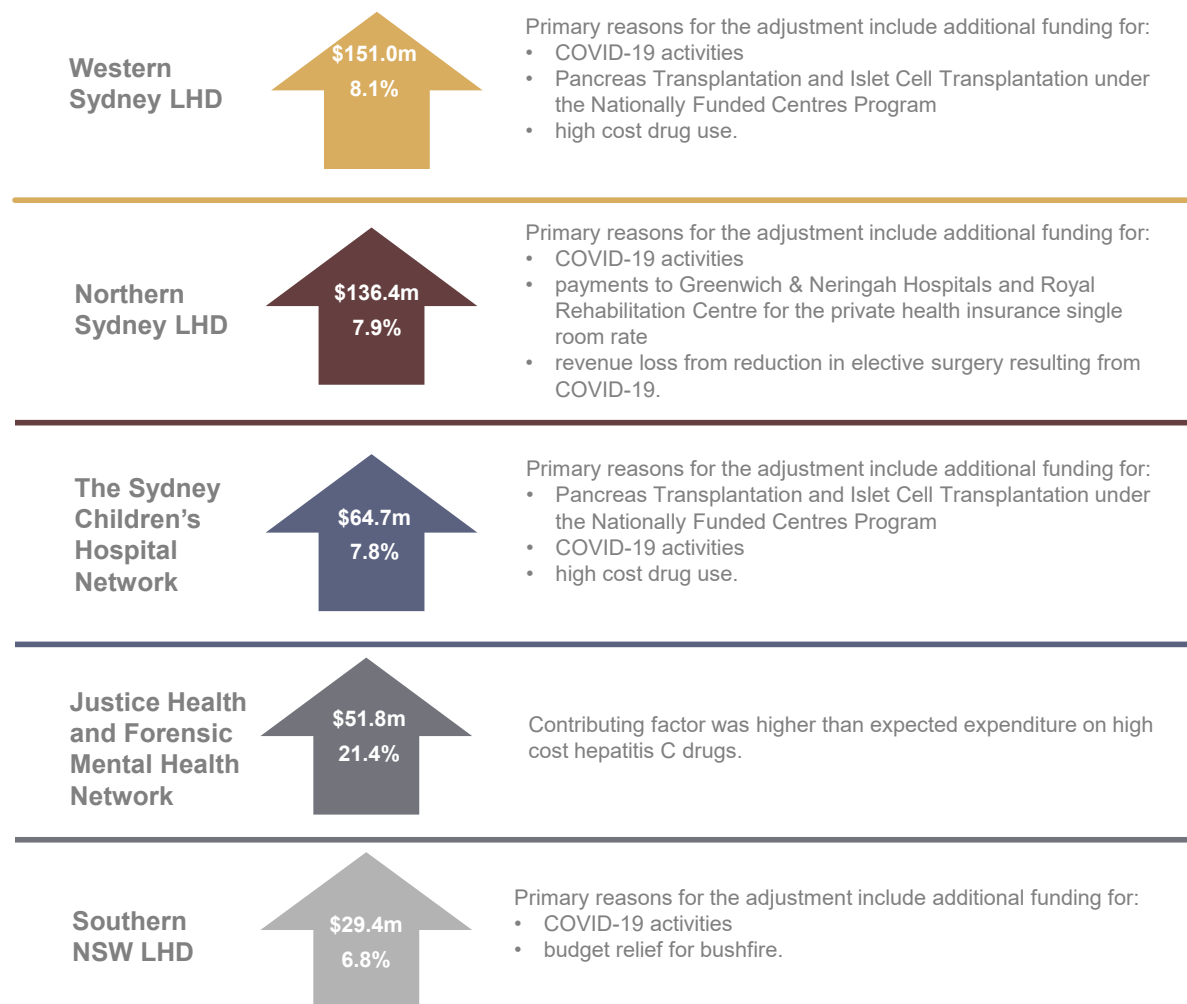 Western
Sydney LHD
$151.0m
8.1%
Primary reasons for the adjustment include additional funding for:
• COVID-19 activities
• Pancreas Transplantation and Islet Cell Transplantation under
the Nationally Funded Centres Program
• high cost drug use.
Northern
Sydney LHD
$136.4m
7.9%
Primary reasons for the adjustment include additional funding for:
• COVID-19 activities
• payments to Greenwich & Neringah Hospitals and Royal
Rehabilitation Centre for the private health insurance single
room rate
• revenue loss from reduction in elective surgery resulting from
COVID-19.
The Sydney
Children’s
Hospital
Network
$64.7m
7.8%
Primary reasons for the adjustment include additional funding for:
• Pancreas Transplantation and Islet Cell Transplantation under
the Nationally Funded Centres Program
• COVID-19 activities
• high cost drug use.
Justice Health
and Forensic
Mental Health
Network
$51.8m
21.4%
Contributing factor was higher than expected expenditure on high
cost hepatitis C drugs.
Southern
NSW LHD
$29.4m
6.8%
Primary reasons for the adjustment include additional funding for:
• COVID-19 activities
• budget relief for bushfire.